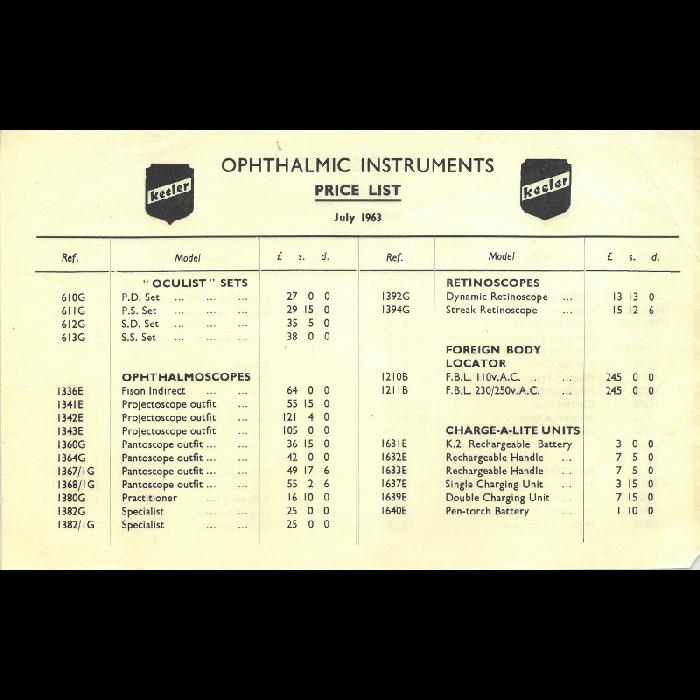 OPHTHALMIC INSTRUMENTS
PRICE LIST
July 1963
keeler
keeler
Ref. Model £ s. d.
"OCULIST" SETS
610G P.D. Set ... ... ... 27 0 0
611G P.S. Set ... ... ... 29 15 0
612G S.D. Set ... ... ... 35 5 0
613G S.S. Set ... ... ... 38 0 0
OPHTHALMOSCOPES
1336E Fison Indirect ... ... 64 0 0
1341E Projectoscope outfit ... 55 15 0
1342E Projectoscope outfit ... 121 4 0
1343E Projectoscope outfit ... 105 0 0
1360G Pantoscope outfit ... ... 36 15 0
1364G Pantoscope outfit ... ... 42 0 0
1367/1G Pantoscope outfit ... ... 49 17 6
1368/1G Pantoscope outfit ... ... 55 2 6
1380G Practitioner ... ... 16 10 0
1382G Specialist ... ... 25 0 0
1382/1G Specialist ... ... 25 0 0
Ref. Model £ s. d.
RETINOSCOPES
1392G Dynamic Retinoscope ... 13 13 0
1394G Streak Retinoscope ... 15 12 6
FOREIGN BODY
LOCATOR
1210B F.B.L. 110v.A.C. ... ... 245 0 0
1211B F.B.L. 230/250v.A.C. ... 245 0 0
CHARGE-A-LITE UNITS
1631E K.2 Rechargeable Battery 3 0 0
1632E Rechargeable Handle ... 7 5 0
1633E Rechargeable Handle ... 7 5 0
1637E Single Charging Unit ... 3 15 0
1639E Double Charging Unit ... 7 15 0
1640E Pen-torch Battery ... 1 10 0